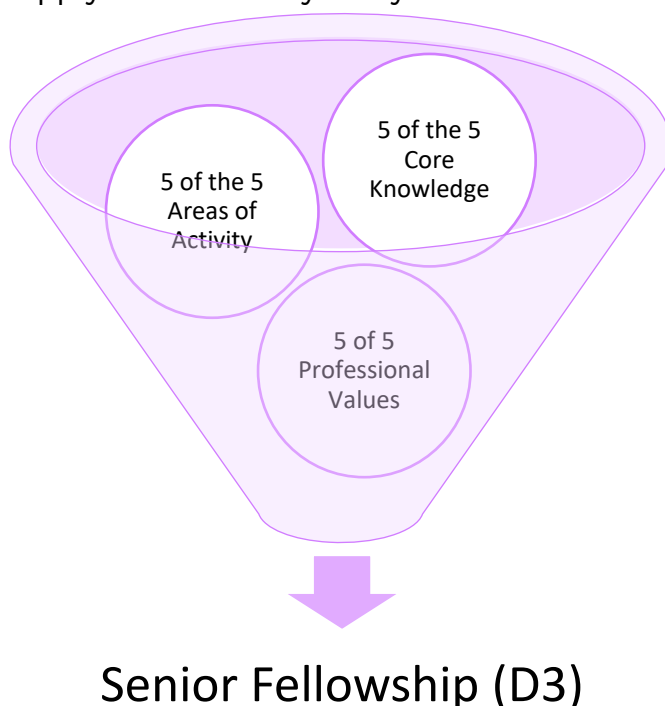 5 of the 5
Core
Knowledge
5 of the 5
Areas of
Activity
5 of 5
Professional
Values
Senior Fellowship (D3)